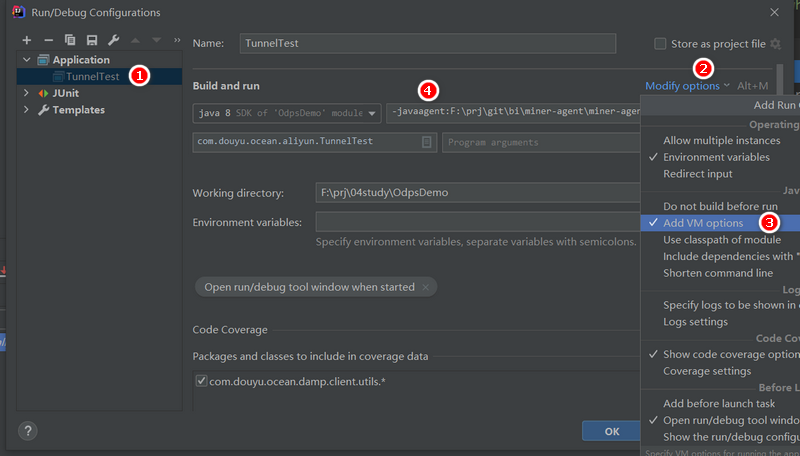 Run/Debug Configurations
Name: TunnelTest
Store as project file
Application
TunnelTest 1
JUnit
Templates
Build and run
2
Modify options Alt+M
4
java 8 SDK of 'OdpsDemo' module
-javaagent:F:\prj\git\bi\miner-agent\miner-agen
com.douyu.ocean.aliyun.TunnelTest
Program arguments
Working directory: F:\prj\04study\OdpsDemo
Environment variables:
Specify environment variables, separate variables with semicolons.
Open run/debug tool window when started
Code Coverage
Packages and classes to include in coverage data
com.douyu.ocean.damp.client.utils.*
?
OK
Add Run
Operating
Allow multiple instances
Environment variables
Redirect input
Jav
Do not build before run
Add VM options 3
Use classpath of module
Include dependencies with "
Shorten command line
Log
Specify logs to be shown in
Logs settings
Code Cov
Show code coverage option
Coverage settings
Before L
Add before launch task
Open run/debug tool windo
Show the run/debug configu
Specify VM options for running the app